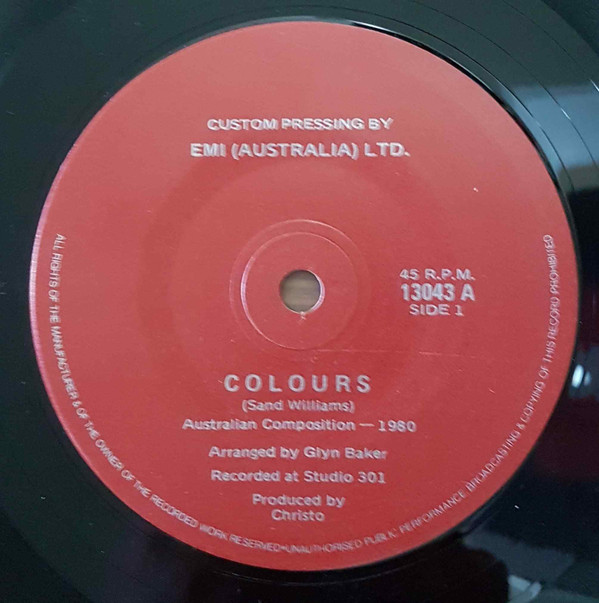 CUSTOM PRESSING BY
EMI (AUSTRALIA) LTD.
45 R.P.M.
13043 A
SIDE 1
COLOURS
(Sand Williams)
Australian Composition — 1980
Arranged by Glyn Baker
Recorded at Studio 301
Produced by
Christo
ALL RIGHTS OF THE MANUFACTURER & OF THE OWNER OF THE RECORDED WORK RESERVED•UNAUTHORISED PUBLIC PERFORMANCE BROADCASTING & COPYING OF THIS RECORD PROHIBITED